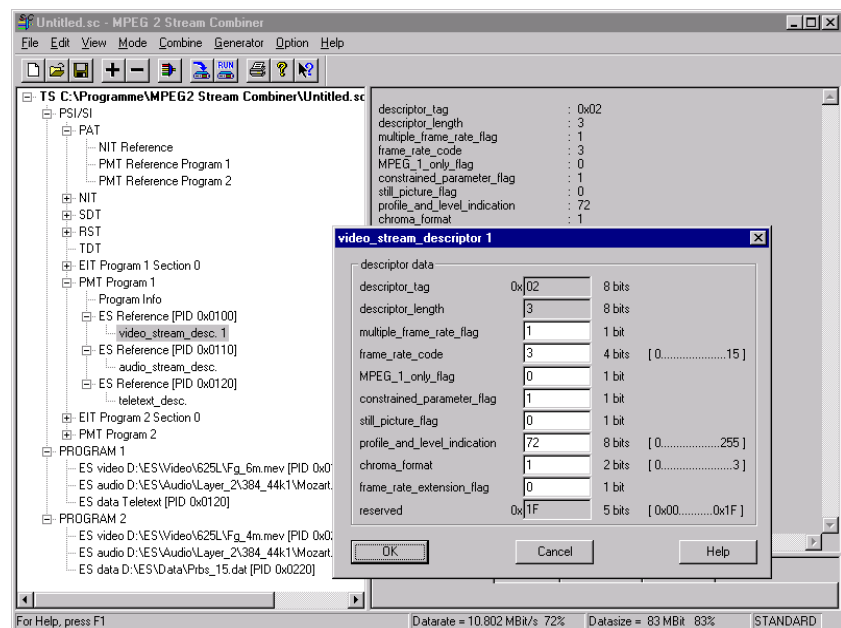 Untitled.sc - MPEG 2 Stream Combiner
File Edit View Mode Combine Generator Option Help
RUN
TS C:\Programme\MPEG2 Stream Combiner\Untitled.sc
PSI/SI
PAT
NIT Reference
PMT Reference Program 1
PMT Reference Program 2
NIT
SDT
RST
TDT
EIT Program 1 Section 0
PMT Program 1
Program Info
ES Reference [PID 0x0100]
video_stream_desc. 1
ES Reference [PID 0x0110]
audio_stream_desc.
ES Reference [PID 0x0120]
teletext_desc.
EIT Program 2 Section 0
PMT Program 2
PROGRAM 1
ES video D:\ES\Video\625L\Fg_6m.mev [PID 0x0
ES audio D:\ES\Audio\Layer_2\384_44k1\Mozart.
ES data Teletext [PID 0x0120]
PROGRAM 2
ES video D:\ES\Video\625L\Fg_4m.mev [PID 0x0
ES audio D:\ES\Audio\Layer_2\384_44k1\Mozart.
ES data D:\ES\Data\Prbs_15.dat [PID 0x0220]
descriptor_tag : 0x02
descriptor_length : 3
multiple_frame_rate_flag : 1
frame_rate_code : 3
MPEG_1_only_flag : 0
constrained_parameter_flag : 1
still_picture_flag : 0
profile_and_level_indication : 72
chroma_format : 1
video_stream_descriptor 1
descriptor data
descriptor_tag 0x 02 8 bits
descriptor_length 3 8 bits
multiple_frame_rate_flag 1 1 bit
frame_rate_code 3 4 bits [ 0.....................15 ]
MPEG_1_only_flag 0 1 bit
constrained_parameter_flag 1 1 bit
still_picture_flag 0 1 bit
profile_and_level_indication 72 8 bits [ 0...................255 ]
chroma_format 1 2 bits [ 0.......................3 ]
frame_rate_extension_flag 0 1 bit
reserved 0x 1F 5 bits [ 0x00..........0x1F ]
OK Cancel Help
For Help, press F1
Datarate = 10.802 MBit/s 72% Datasize = 83 MBit 83% STANDARD